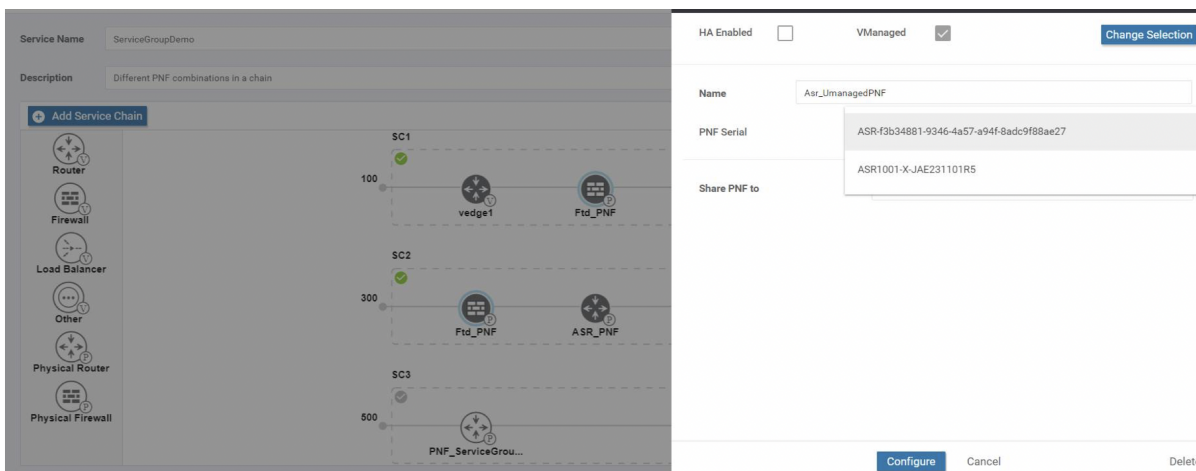 Service Name
ServiceGroupDemo
Description
Different PNF combinations in a chain
Add Service Chain
Router
V
Firewall
V
Load Balancer
V
Other
V
Physical Router
P
Physical Firewall
P
SC1
100
vedge1
V
Ftd_PNF
P
SC2
300
Ftd_PNF
P
ASR_PNF
P
SC3
500
PNF_ServiceGrou...
P
HA Enabled
VManaged
Change Selection
Name
Asr_UmanagedPNF
PNF Serial
ASR-f3b34881-9346-4a57-a94f-8adc9f88ae27
ASR1001-X-JAE231101R5
Share PNF to
Configure
Cancel
Delete